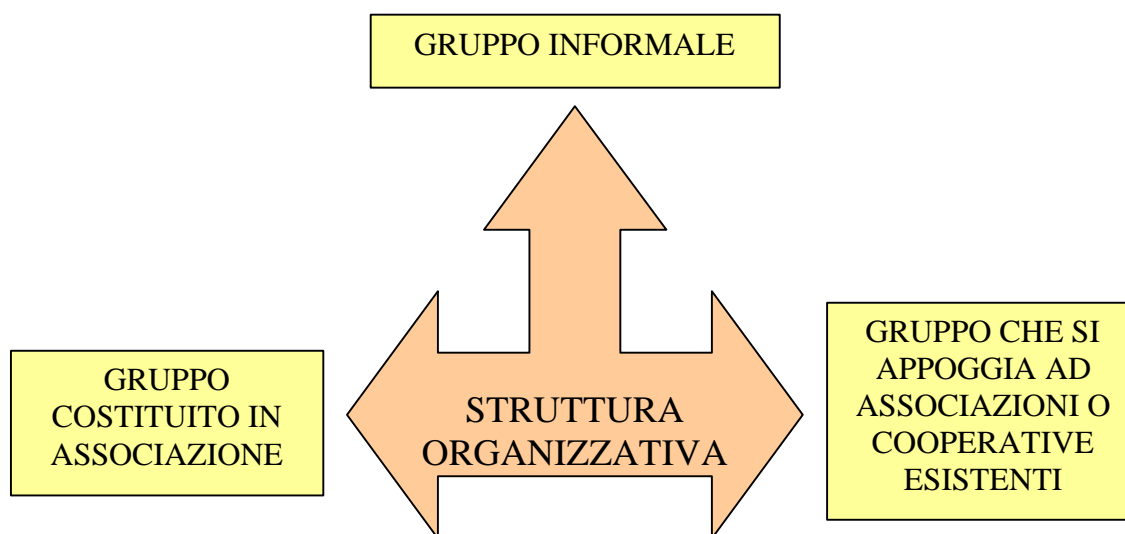 GRUPPO INFORMALE
GRUPPO
COSTITUITO IN
ASSOCIAZIONE
STRUTTURA
ORGANIZZATIVA
GRUPPO CHE SI
APPOGGIA AD
ASSOCIAZIONI O
COOPERATIVE
ESISTENTI